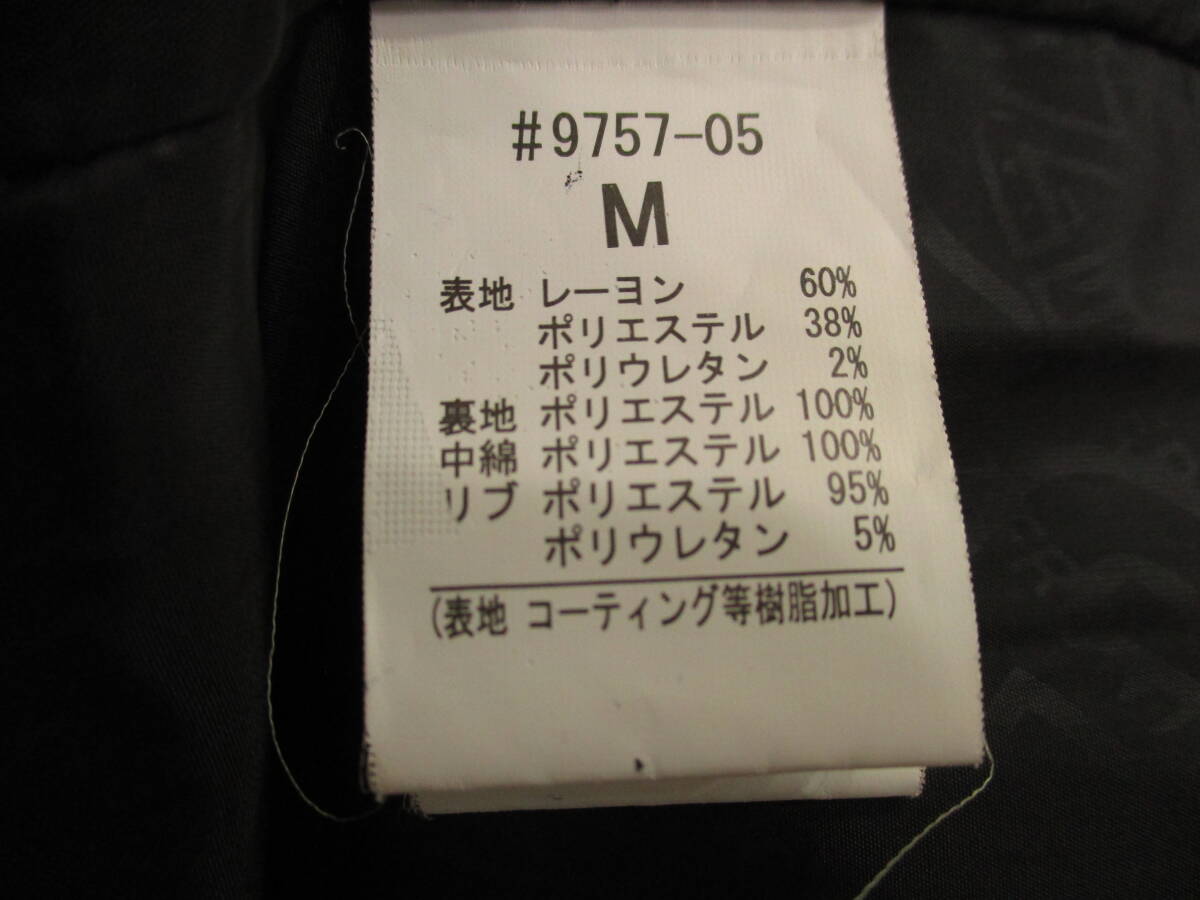 #9757-05
M
表地 レーヨン 60%
ポリエステル 38%
ポリウレタン 2%
裏地 ポリエステル 100%
中綿 ポリエステル 100%
リブ ポリエステル 95%
ポリウレタン 5%
(表地 コーティング等樹脂加工)